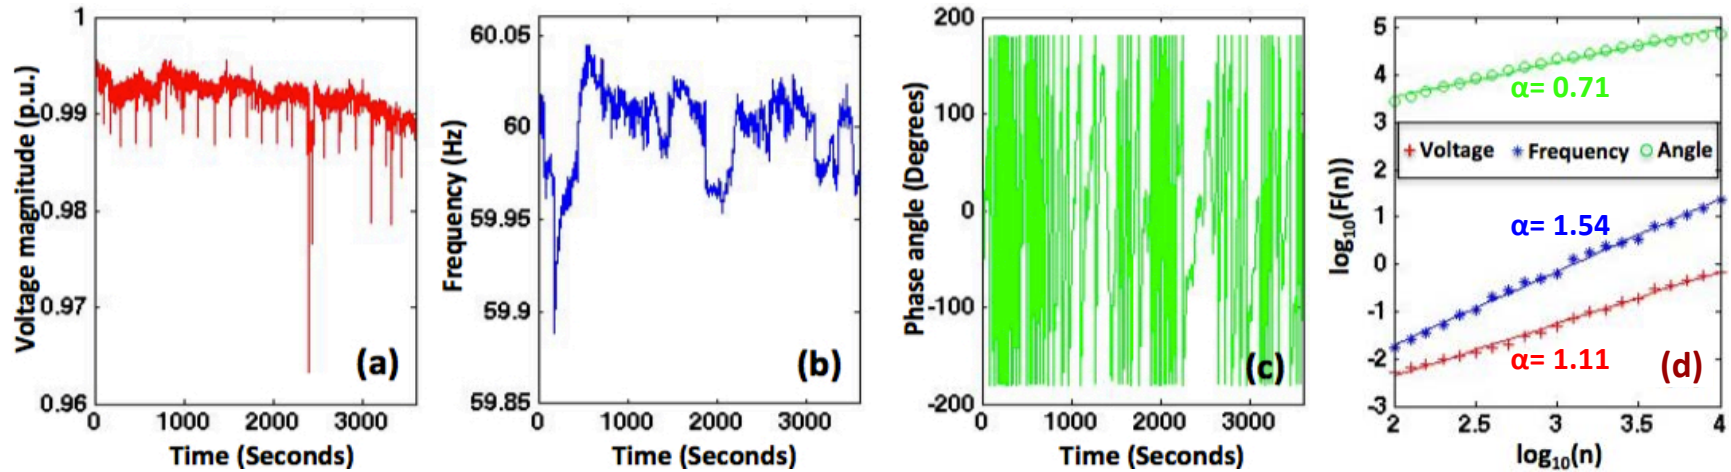 Voltage magnitude (p.u.)
1
0.99
0.98
0.97
0.96
0
1000
2000
3000
Time (Seconds)
(a)
Frequency (Hz)
60.05
60
59.95
59.9
59.85
0
1000
2000
3000
Time (Seconds)
(b)
Phase angle (Degrees)
200
100
0
-100
-200
0
1000
2000
3000
Time (Seconds)
(c)
log10(F(n))
5
4
3
2
1
0
-1
-2
-3
α= 0.71
Voltage Frequency Angle
α= 1.54
α= 1.11
(d)
2
2.5
3
3.5
4
log10(n)